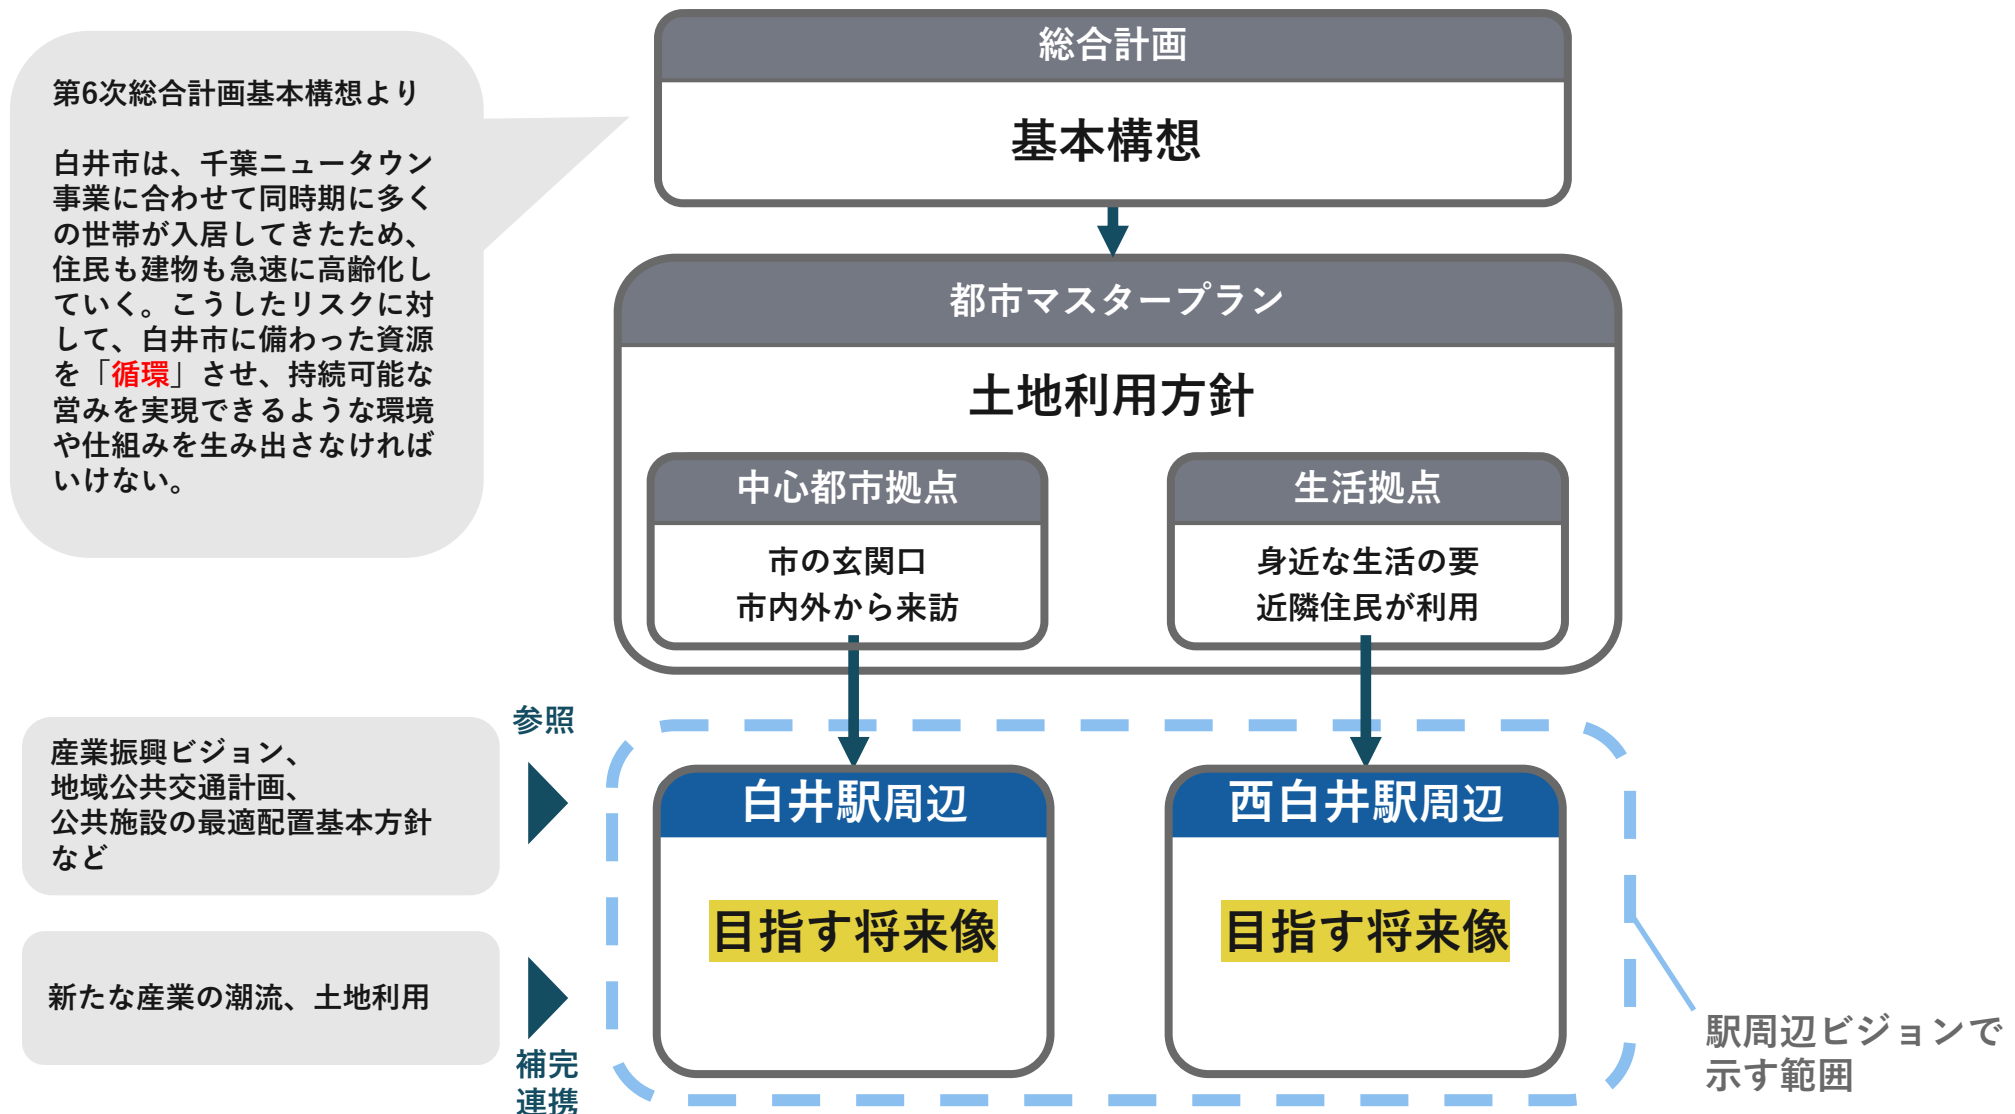 総合計画
基本構想
第6次総合計画基本構想より
白井市は、千葉ニュータウン
事業に合わせて同時期に多く
の世帯が入居してきたため、
住民も建物も急速に高齢化し
ていく。こうしたリスクに対
して、白井市に備わった資源
を「循環」させ、持続可能な
営みを実現できるような環境
や仕組みを生み出さなければ
いけない。
都市マスタープラン
土地利用方針
中心都市拠点
市の玄関口
市内外から来訪
生活拠点
身近な生活の要
近隣住民が利用
参照
産業振興ビジョン、
地域公共交通計画、
公共施設の最適配置基本方針
など
新たな産業の潮流、土地利用
補完
連携
白井駅周辺
目指す将来像
西白井駅周辺
目指す将来像
駅周辺ビジョンで
示す範囲